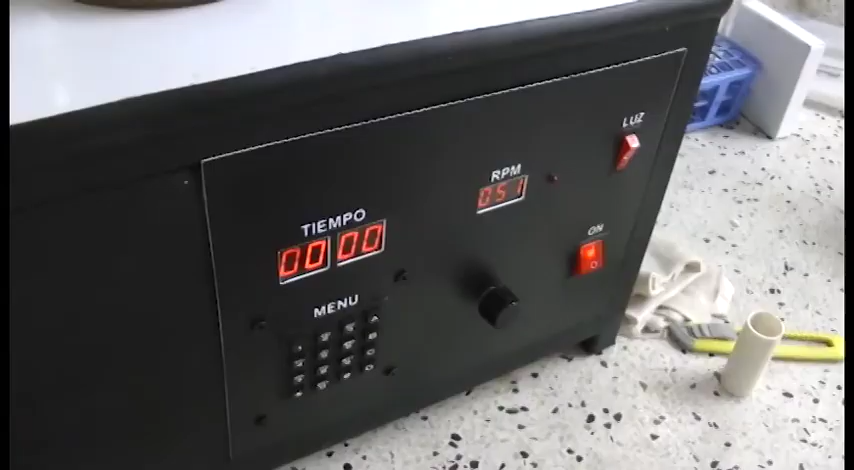 LUZ
RPM
051
TIEMPO
00 00
ON
MENU